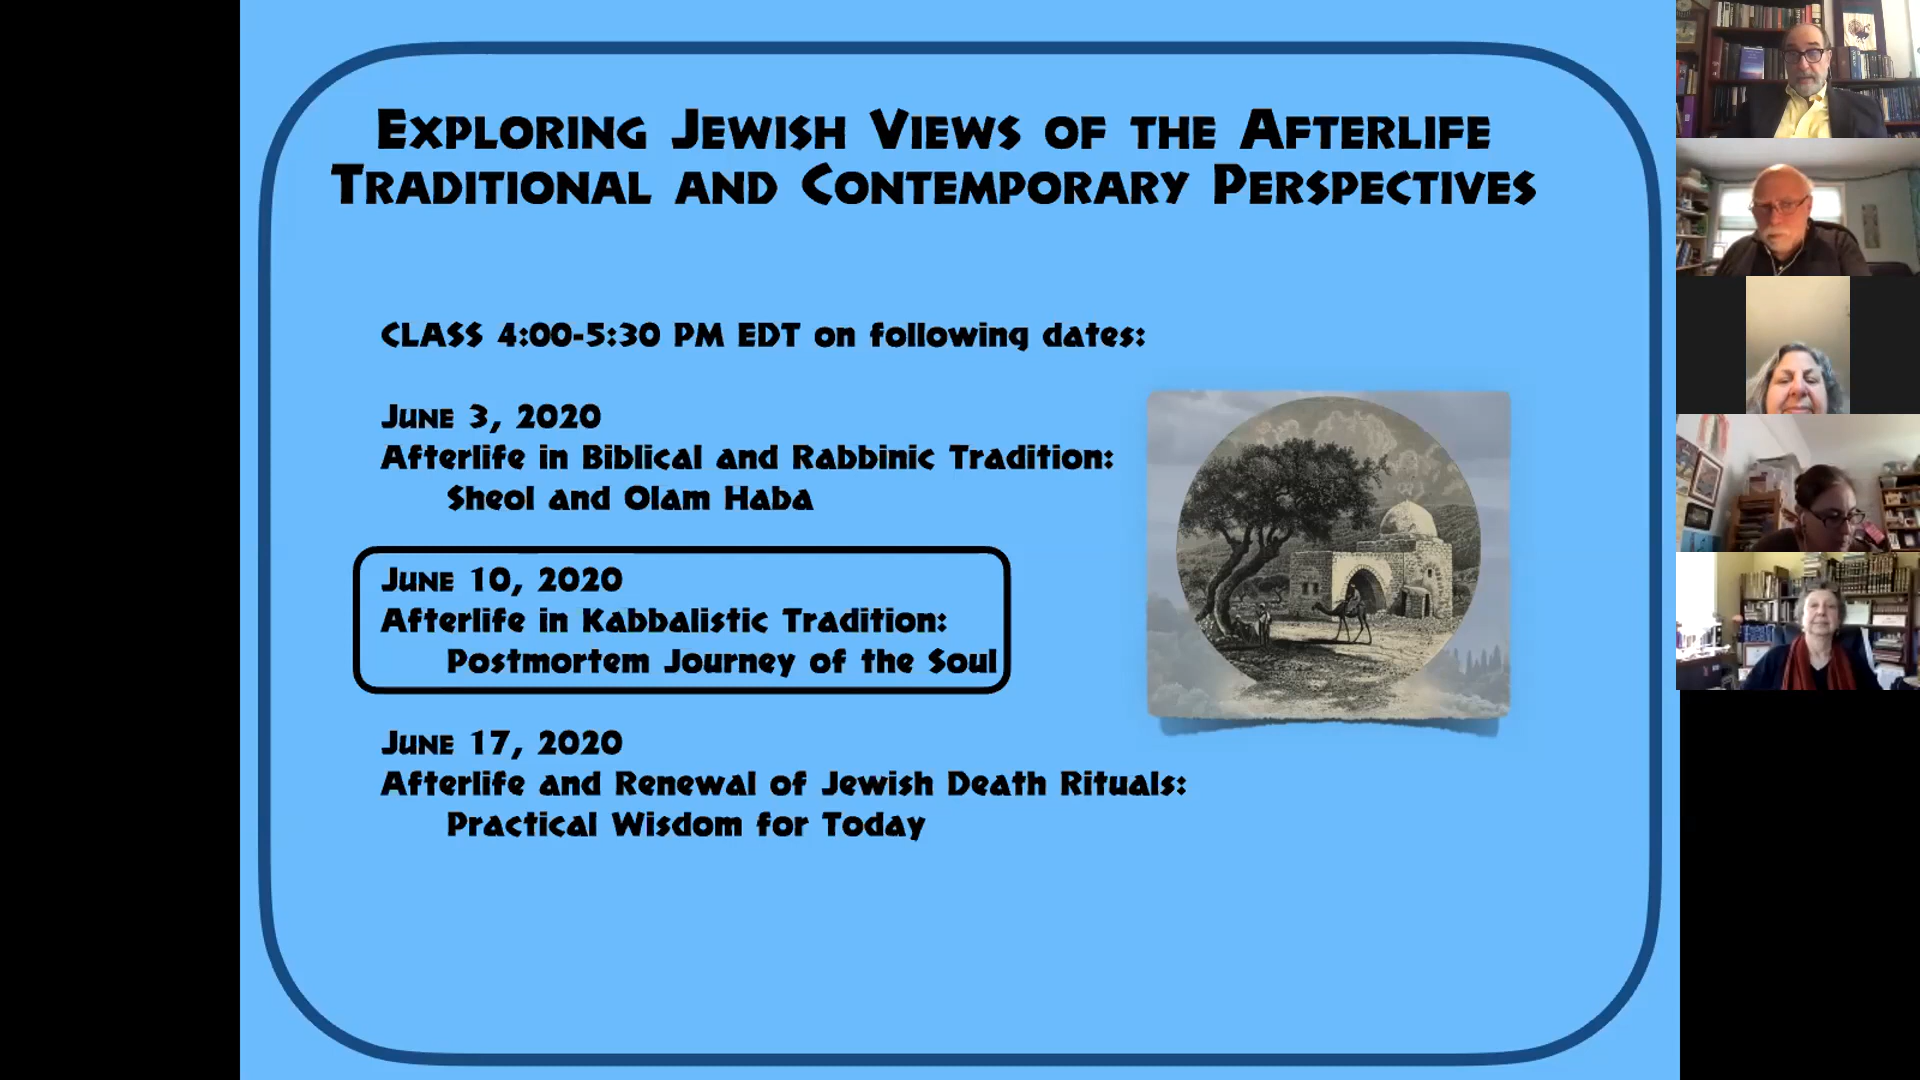 Exploring Jewish Views of the Afterlife
Traditional and Contemporary Perspectives
CLASS 4:00-5:30 PM EDT on following dates:
June 3, 2020
Afterlife in Biblical and Rabbinic Tradition:
Sheol and Olam Haba
June 10, 2020
Afterlife in Kabbalistic Tradition:
Postmortem Journey of the Soul
June 17, 2020
Afterlife and Renewal of Jewish Death Rituals:
Practical Wisdom for Today